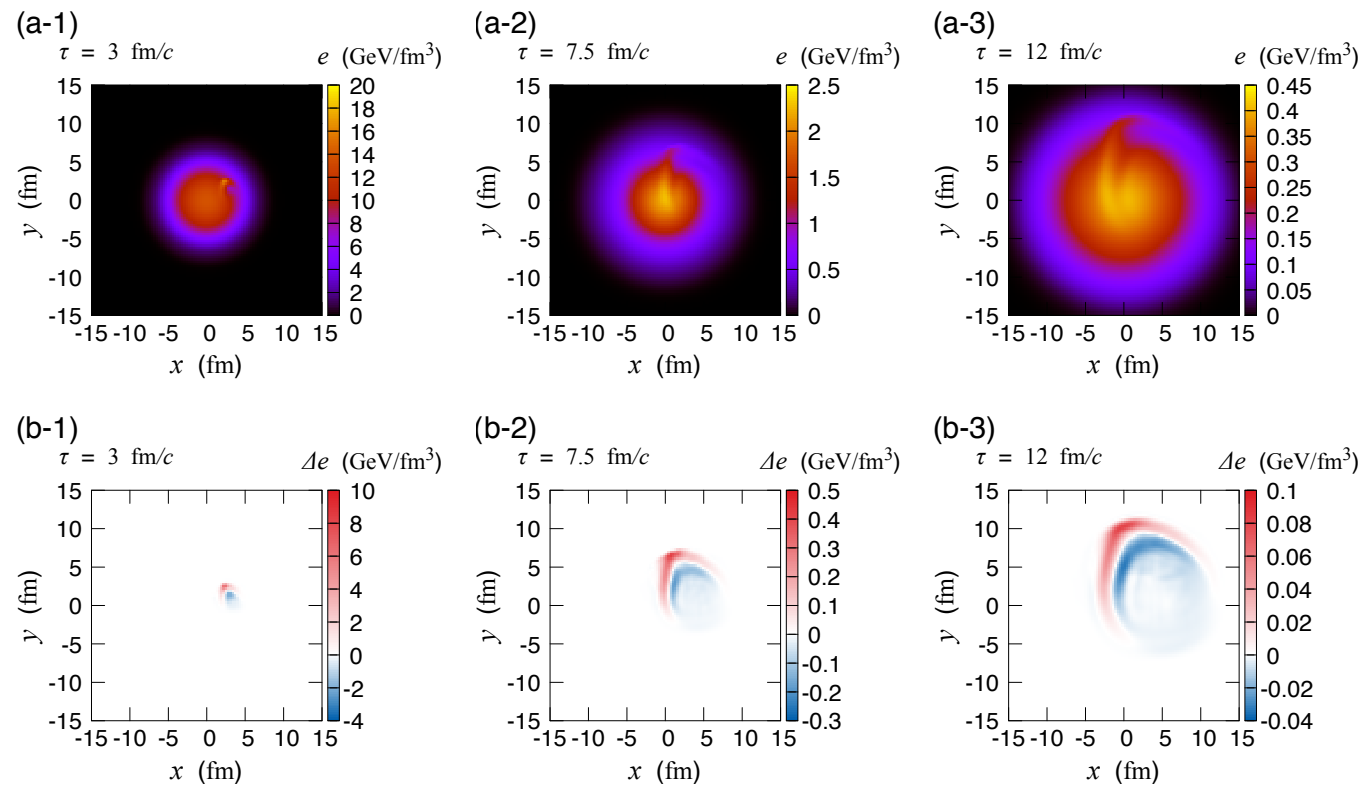 (a-1) (a-2) (a-3)
τ = 3 fm/c e (GeV/fm³) τ = 7.5 fm/c e (GeV/fm³) τ = 12 fm/c e (GeV/fm³)
15 20 15 2.5 15 0.45
18 0.4
10 16 10 2 10 0.35
5 14 5 5 0.3
12 1.5 0.25
y (fm) 0 10 y (fm) 0 y (fm) 0 0.2
8 1
-5 6 -5 -5 0.15
-10 4 -10 0.5 -10 0.1
2 0.05
-15 0 -15 0 -15 0
-15 -10 -5 0 5 10 15 -15 -10 -5 0 5 10 15 -15 -10 -5 0 5 10 15
x (fm) x (fm) x (fm)
(b-1) (b-2) (b-3)
τ = 3 fm/c Δe (GeV/fm³) τ = 7.5 fm/c Δe (GeV/fm³) τ = 12 fm/c Δe (GeV/fm³)
15 10 15 0.5 15 0.1
10 8 10 0.4 10 0.08
6 0.3 0.06
5 4 5 0.2 5 0.04
y (fm) 0 2 y (fm) 0 0.1 y (fm) 0 0.02
-5 0 -5 0 -5 0
-10 -2 -10 -0.1 -10 -0.02
-0.2
-15 -4 -15 -0.3 -15 -0.04
-15 -10 -5 0 5 10 15 -15 -10 -5 0 5 10 15 -15 -10 -5 0 5 10 15
x (fm) x (fm) x (fm)